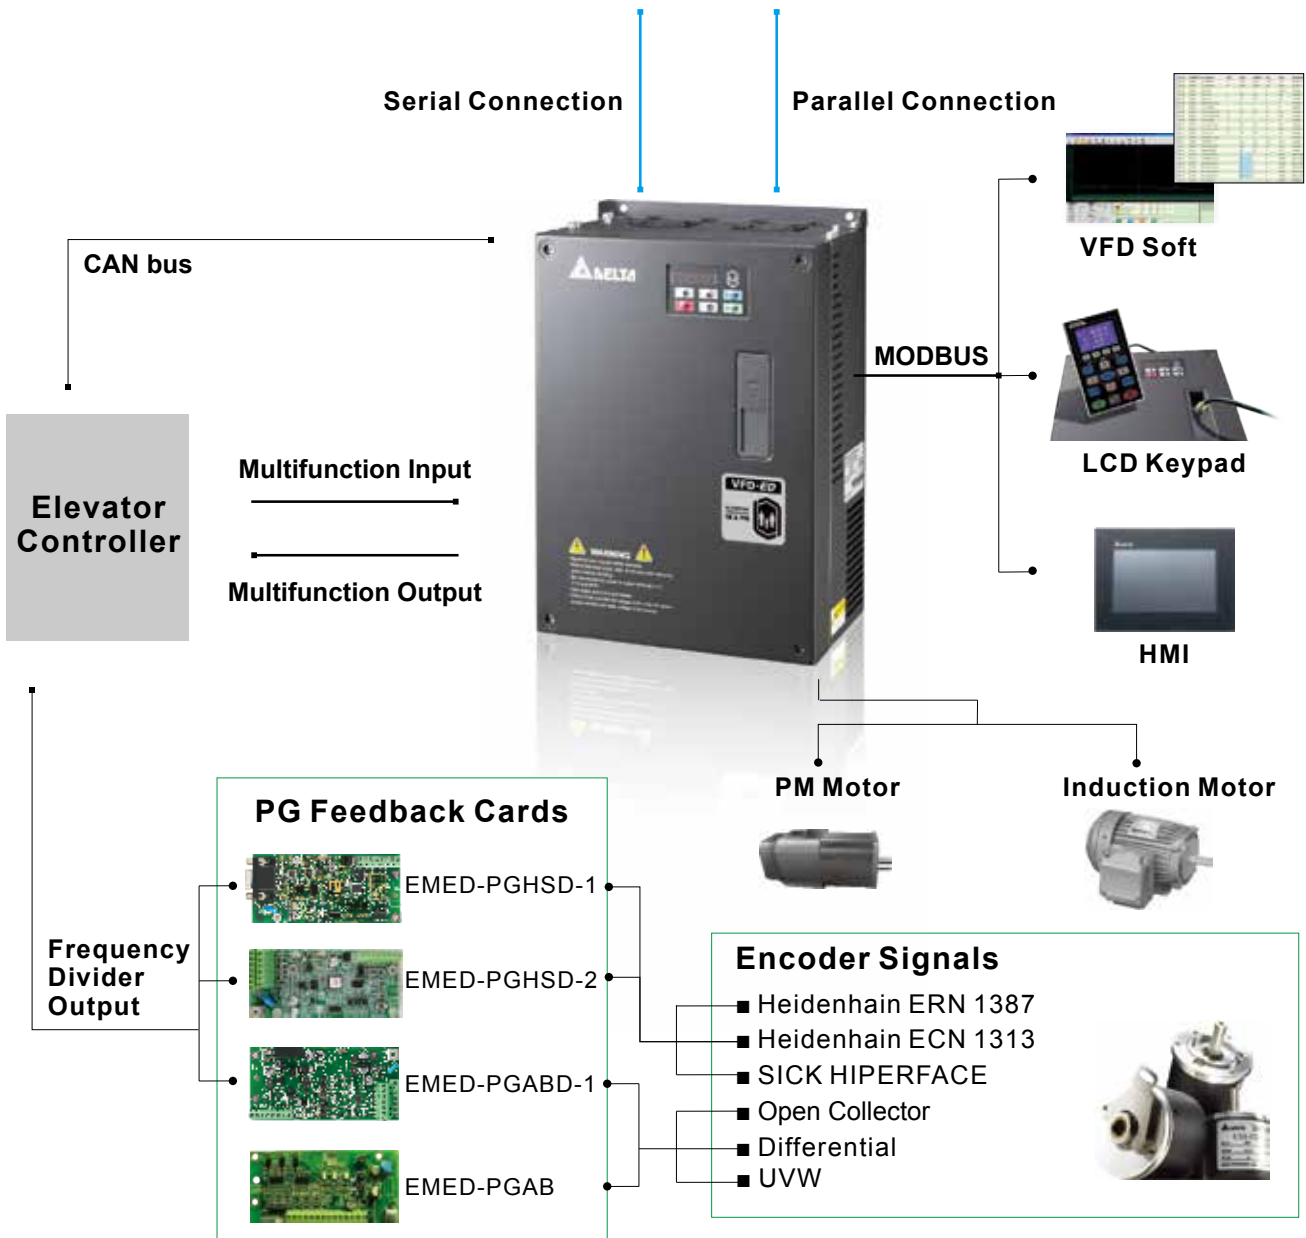 Serial Connection
Parallel Connection
VFD Soft
CAN bus
DELTA
MODBUS
LCD Keypad
Elevator
Controller
Multifunction Input
Multifunction Output
VFD-ED
WARNING
HMI
PM Motor
Induction Motor
PG Feedback Cards
EMED-PGHSD-1
EMED-PGHSD-2
EMED-PGABD-1
EMED-PGAB
Frequency
Divider
Output
Encoder Signals
Heidenhain ERN 1387
Heidenhain ECN 1313
SICK HIPERFACE
Open Collector
Differential
UVW